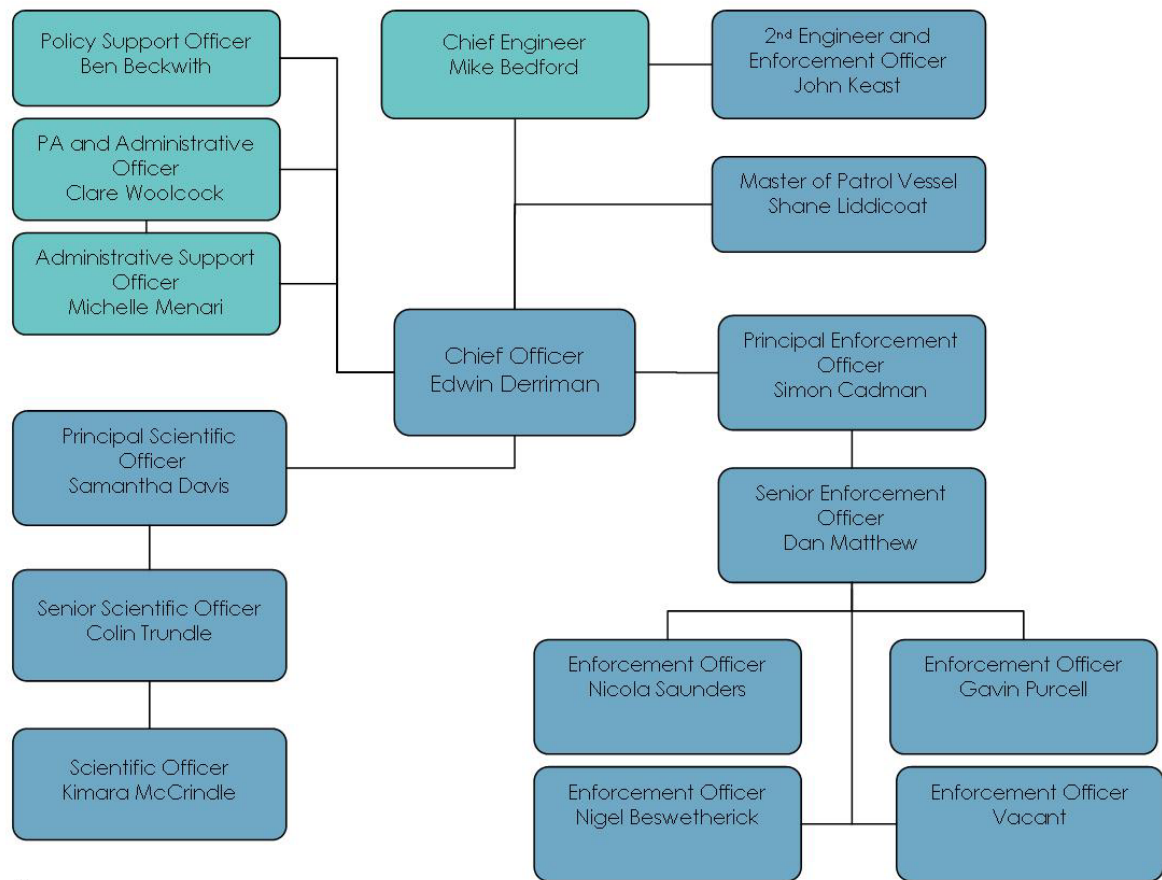 Policy Support Officer
Ben Beckwith
Chief Engineer
Mike Bedford
2nd Engineer and
Enforcement Officer
John Keast
PA and Administrative
Officer
Clare Woolcock
Master of Patrol Vessel
Shane Liddicoat
Administrative Support
Officer
Michelle Menari
Chief Officer
Edwin Derriman
Principal Enforcement
Officer
Simon Cadman
Principal Scientific
Officer
Samantha Davis
Senior Enforcement
Officer
Dan Matthew
Senior Scientific Officer
Colin Trundle
Enforcement Officer
Nicola Saunders
Enforcement Officer
Gavin Purcell
Scientific Officer
Kimara McCrindle
Enforcement Officer
Nigel Beswetherick
Enforcement Officer
Vacant